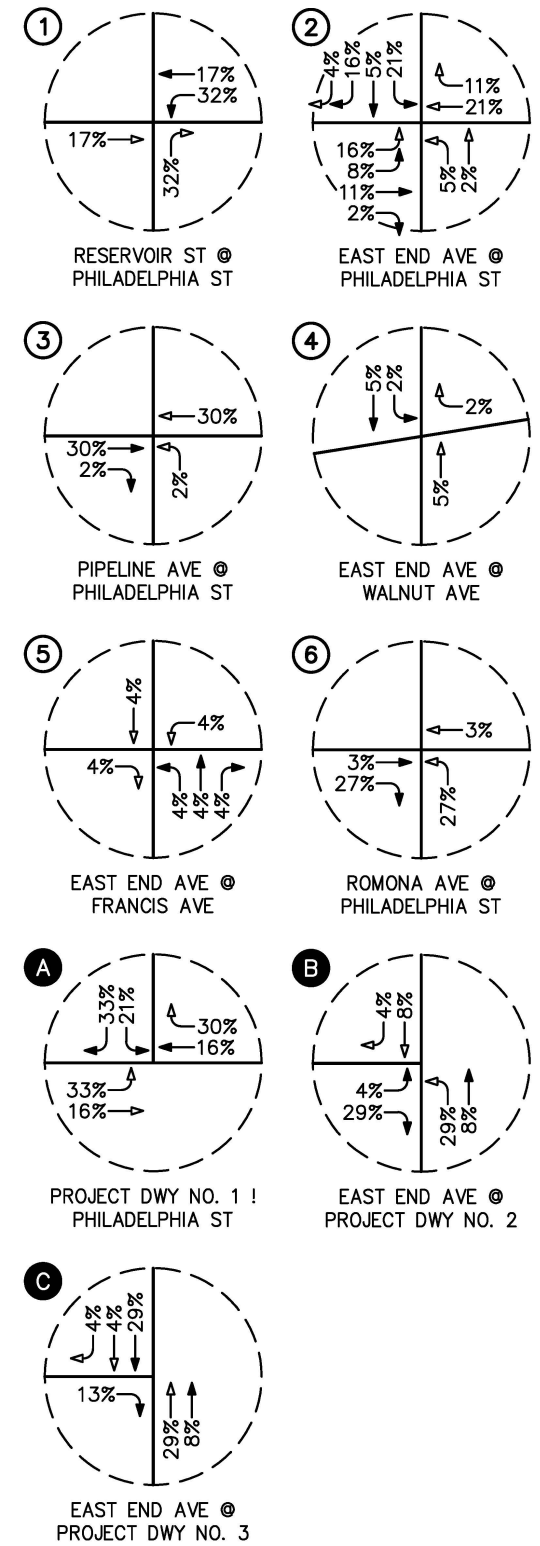 1
17%
32%
17%
32%
RESERVOIR ST @
PHILADELPHIA ST
2
4%
16%
5%
21%
11%
21%
16%
8%
11%
2%
5%
2%
EAST END AVE @
PHILADELPHIA ST
3
30%
30%
2%
2%
PIPELINE AVE @
PHILADELPHIA ST
4
5%
2%
2%
5%
EAST END AVE @
WALNUT AVE
5
4%
4%
4%
4%
4%
4%
EAST END AVE @
FRANCIS AVE
6
3%
3%
27%
27%
ROMONA AVE @
PHILADELPHIA ST
A
33%
21%
30%
16%
33%
16%
PROJECT DWY NO. 1 !
PHILADELPHIA ST
B
4%
8%
4%
29%
29%
8%
EAST END AVE @
PROJECT DWY NO. 2
C
4%
4%
29%
13%
29%
8%
EAST END AVE @
PROJECT DWY NO. 3